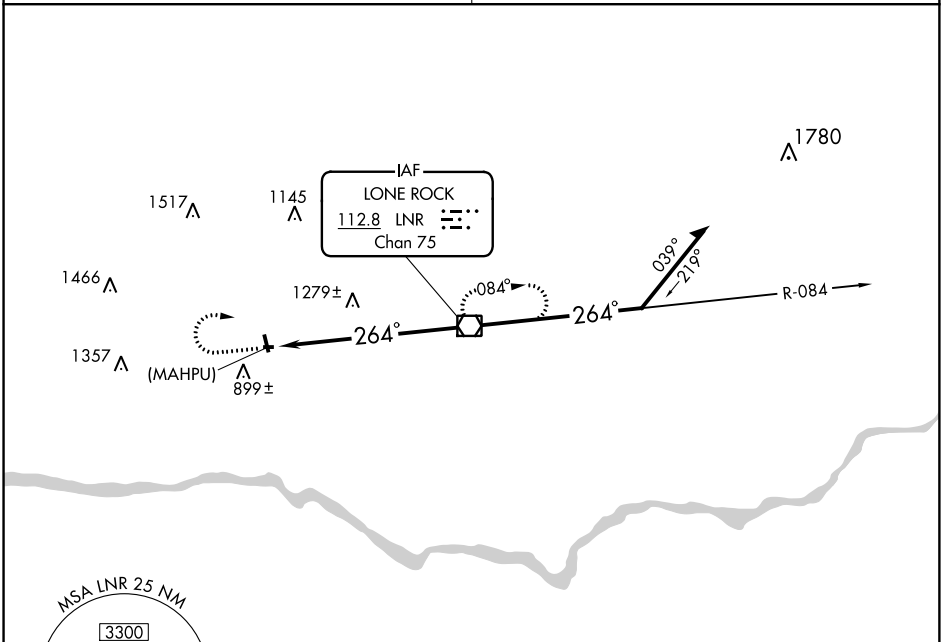 1780
IAF
LONE ROCK
112.8 LNR
Chan 75
1517
1145
039°
219°
1466
1279±
084°
R-084
264°
264°
1357
(MAHPU)
899±
MSA LNR 25 NM
3300